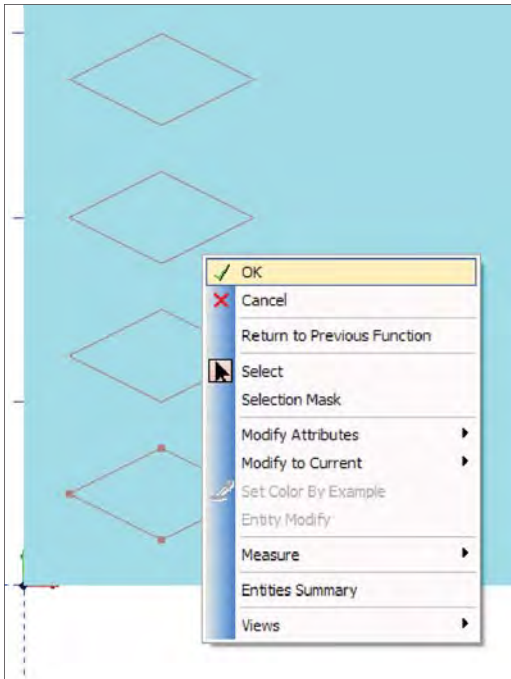 OK
Cancel
Return to Previous Function
Select
Selection Mask
Modify Attributes
Modify to Current
Set Color By Example
Entity Modify
Measure
Entities Summary
Views